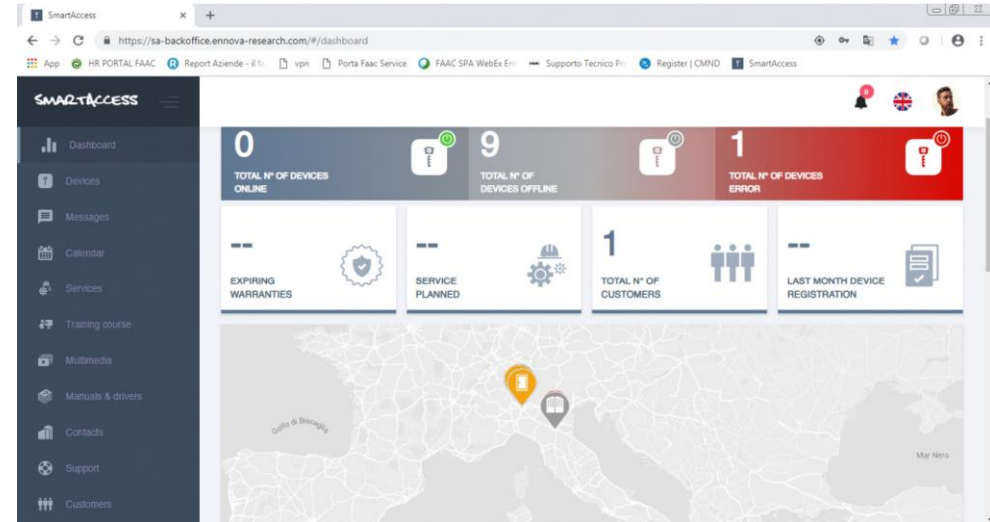 SmartAccess
https://sa-backoffice.ennova-research.com/#/dashboard
App HR PORTAL FAAC Report Aziende - il fo vpn Porta Faac Service FAAC SPA WebEx Ent Supporto Tecnico Pr Register | CMND SmartAccess
SMARTACCESS
Dashboard
Devices
Messages
Calendar
Services
Training course
Multimedia
Manuals & drivers
Contacts
Support
Customers
0
TOTAL N° OF DEVICES
ONLINE
9
TOTAL N° OF
DEVICES OFFLINE
1
TOTAL N° OF DEVICES
ERROR
--
EXPIRING
WARRANTIES
--
SERVICE
PLANNED
1
TOTAL N° OF
CUSTOMERS
--
LAST MONTH DEVICE
REGISTRATION
Golfo di Biscaglia
Mar Nero